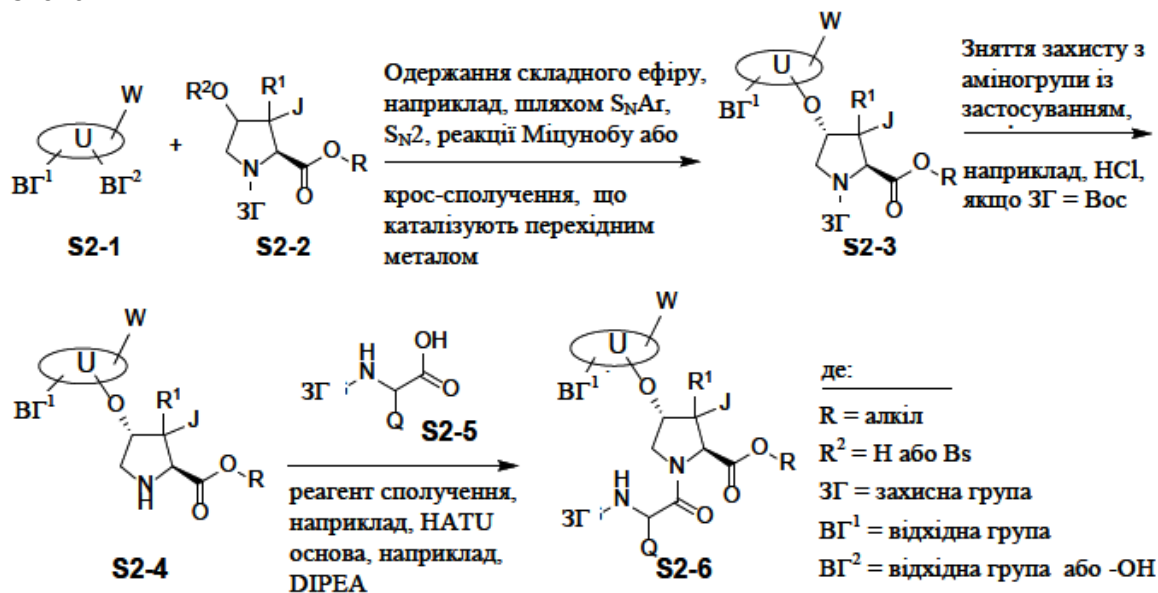 W
U
ВГ¹
ВГ²
S2-1
+
R²O
R¹
J
O
R
N
O
ЗГ
S2-2
Одержання складного ефіру,
наприклад, шляхом SNAr,
SN2, реакції Міцунобу або
крос-сполучення, що
каталізують перехідним
металом
W
U
ВГ¹
O
R¹
J
O
R
N
O
ЗГ
S2-3
Зняття захисту з
аміногрупи із
застосуванням,
наприклад, HCl,
якщо ЗГ = Boc
W
U
ВГ¹
O
R¹
J
O
R
N
H
O
S2-4
H
N
OH
ЗГ
O
Q
S2-5
реагент сполучення,
наприклад, HATU
основа, наприклад,
DIPEA
W
U
ВГ¹
O
R¹
J
O
R
N
O
H
N
ЗГ
O
Q
S2-6
де:
R = алкіл
R² = H або Bs
ЗГ = захисна група
ВГ¹ = відхідна група
ВГ² = відхідна група або -OH